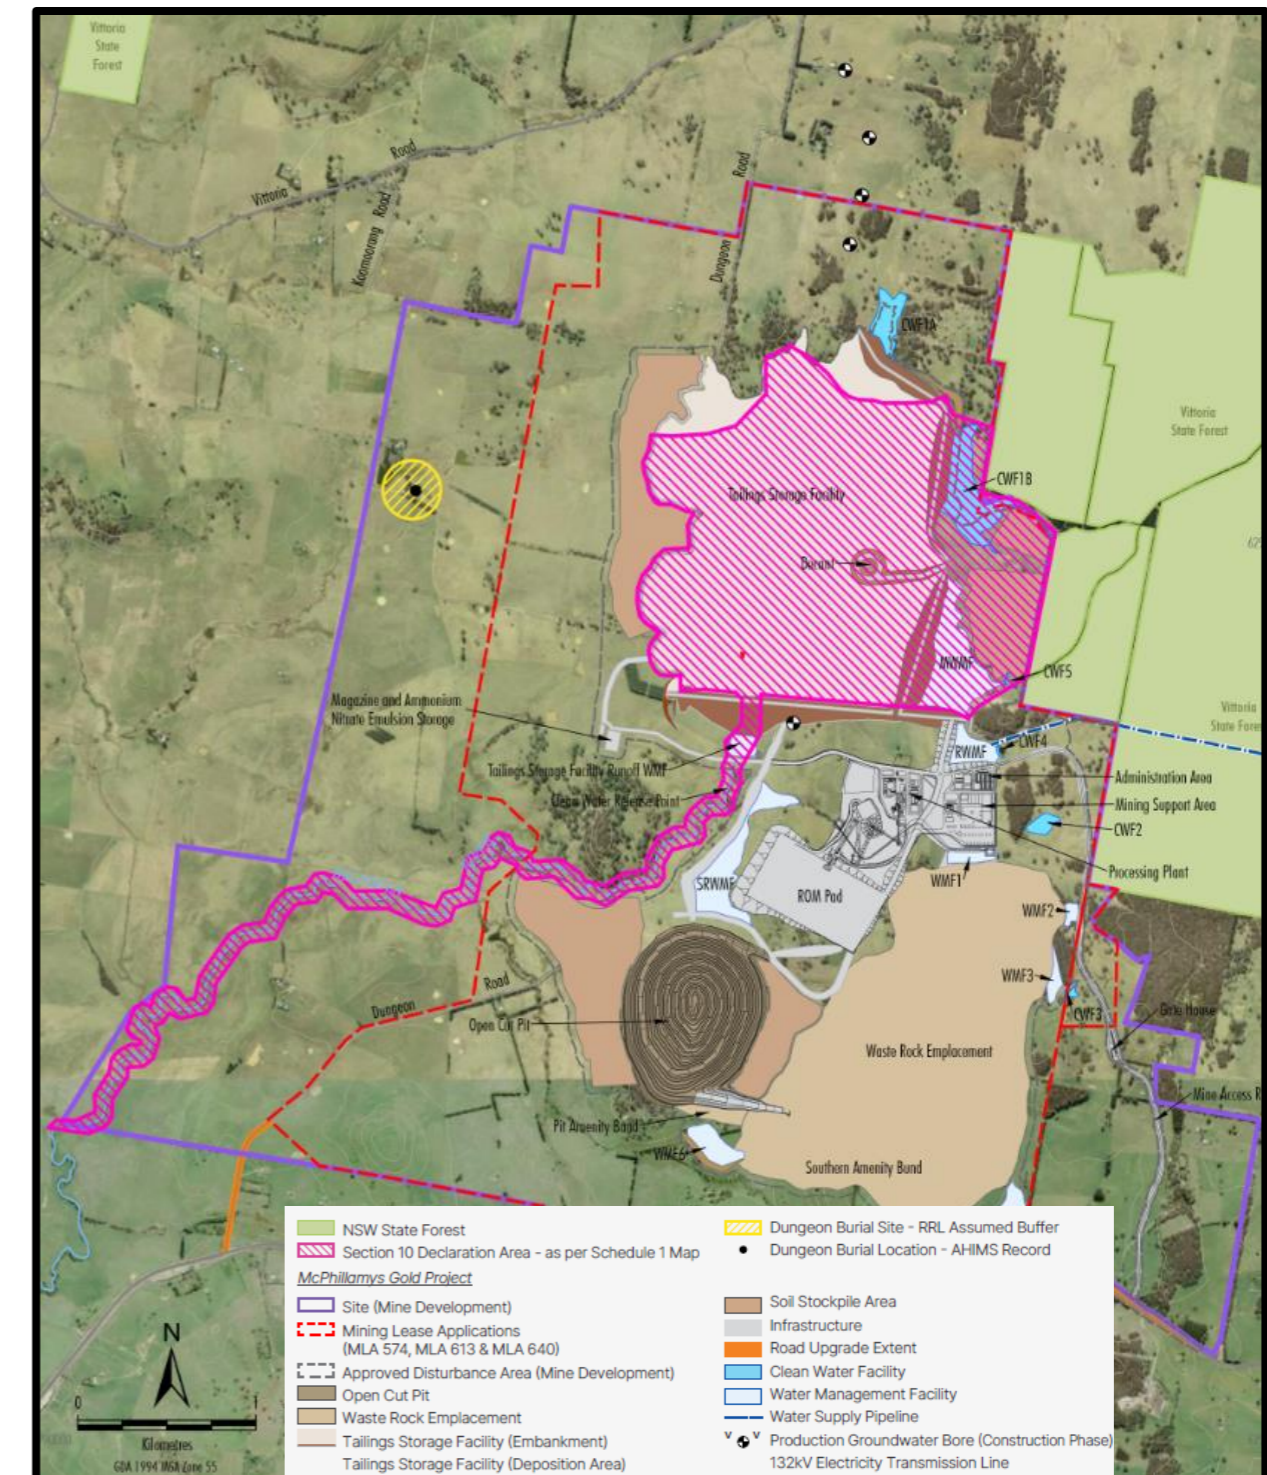 Vittoria
State
Forest
Vittoria
Road
Koomoorang Road
Dungeon
Road
CWF1A
Vittoria
State Forest
Tailings Storage Facility
CWF1B
Decant
MWMF
CWF5
Magazine and Ammonium
Nitrate Emulsion Storage
Vittoria
State Fore
RWMF
CWF4
Tailings Storage Facility Runoff WMF
Administration Area
Clean Water Release Point
Mining Support Area
CWF2
Processing Plant
WMF1
SRWMF
ROM Pad
WMF2
WMF3
Dungeon
Road
Open Cut Pit
CWF3
Gate House
Waste Rock Emplacement
Mine Access R
Pit Amenity Bund
WMF6
Southern Amenity Bund
NSW State Forest
Section 10 Declaration Area - as per Schedule 1 Map
McPhillamys Gold Project
Site (Mine Development)
Mining Lease Applications
(MLA 574, MLA 613 & MLA 640)
Approved Disturbance Area (Mine Development)
Open Cut Pit
Waste Rock Emplacement
Tailings Storage Facility (Embankment)
Tailings Storage Facility (Deposition Area)
Dungeon Burial Site - RRL Assumed Buffer
Dungeon Burial Location - AHIMS Record
Soil Stockpile Area
Infrastructure
Road Upgrade Extent
Clean Water Facility
Water Management Facility
Water Supply Pipeline
V V Production Groundwater Bore (Construction Phase)
132kV Electricity Transmission Line
N
0 1
Kilometres
GDA 1994 MGA Zone 55